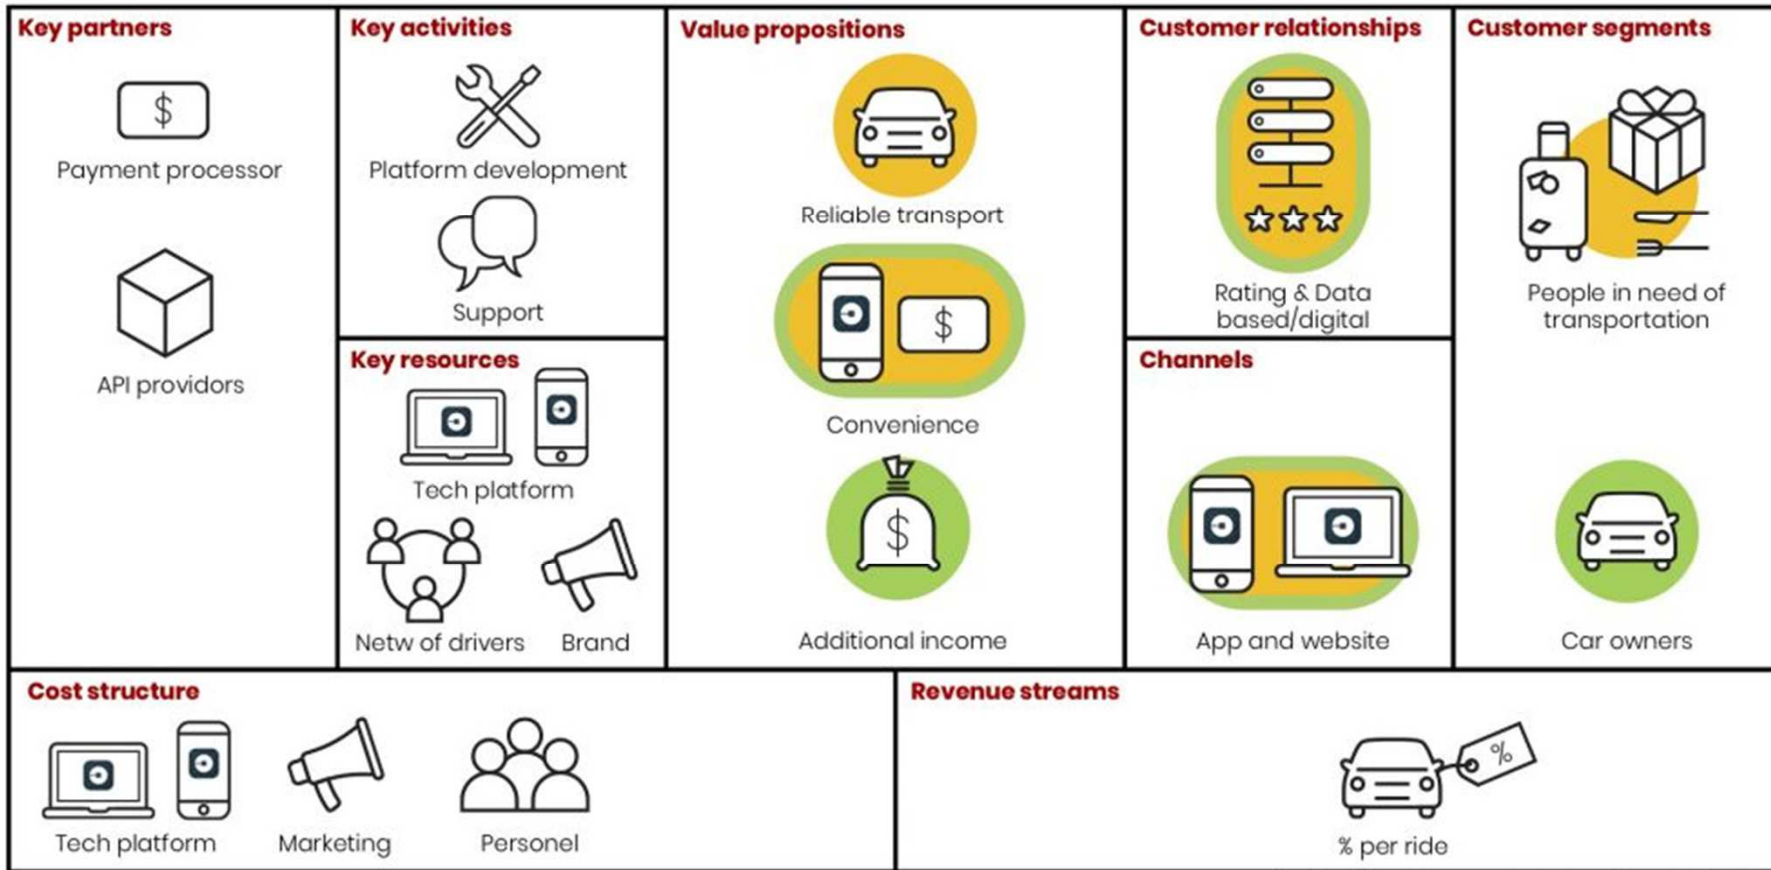 Key partners
$
Payment processor
API providors
Key activities
Platform development
Support
Key resources
Tech platform
Netw of drivers
Brand
Value propositions
Reliable transport
$
Convenience
$
Additional income
Customer relationships
Rating & Data
based/digital
Channels
App and website
Customer segments
People in need of
transportation
Car owners
Cost structure
Tech platform
Marketing
Personel
Revenue streams
%
% per ride